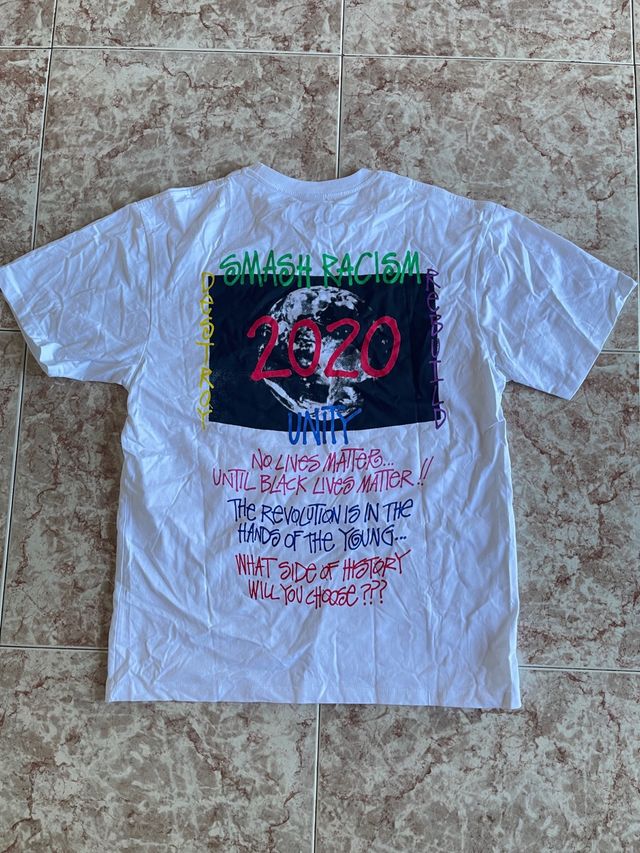 SMASH RACISM
DESTROY
REBUILD
2020
UNITY
NO LIVES MATTER...
UNTIL BLACK LIVES MATTER!!
THE REVOLUTION IS IN THE
HANDS OF THE YOUNG...
WHAT SIDE OF HISTORY
WILL YOU CHOOSE???